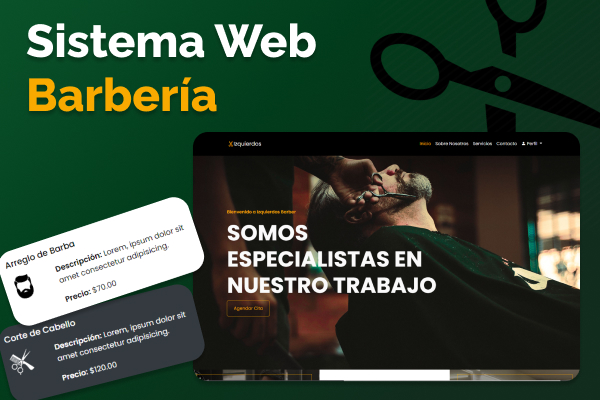 Sistema Web
Barbería
Izquierdos
Inicio Sobre Nosotros Servicios Contacto Perfil
Bienvenido a Izquierdos Barber
SOMOS
ESPECIALISTAS EN
NUESTRO TRABAJO
Agendar Cita
Arreglo de Barba
Descripción: Lorem, ipsum dolor sit
amet consectetur adipisicing.
Precio: $70.00
Corte de Cabello
Descripción: Lorem, ipsum dolor sit
amet consectetur adipisicing.
Precio: $120.00